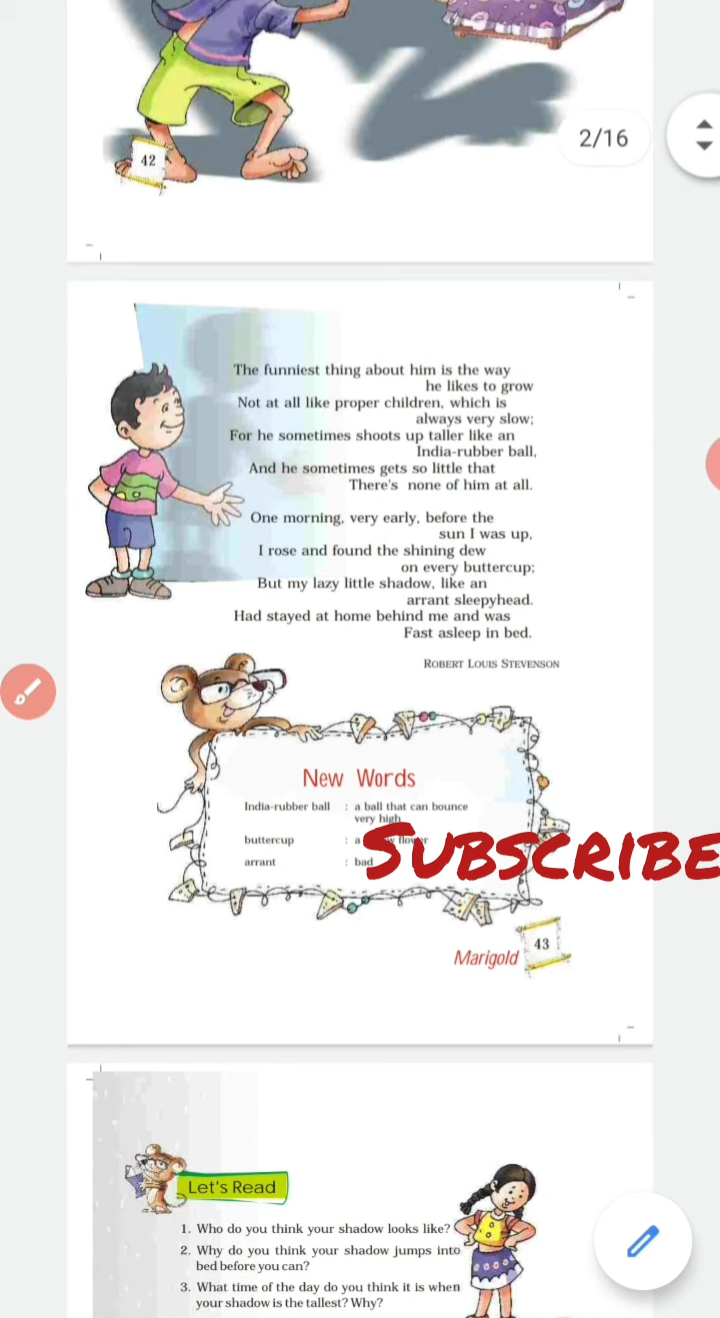 42
2/16
The funniest thing about him is the way
he likes to grow
Not at all like proper children, which is
always very slow;
For he sometimes shoots up taller like an
India-rubber ball,
And he sometimes gets so little that
There's none of him at all.
One morning, very early, before the
sun I was up,
I rose and found the shining dew
on every buttercup;
But my lazy little shadow, like an
arrant sleepyhead.
Had stayed at home behind me and was
Fast asleep in bed.
ROBERT LOUIS STEVENSON
New Words
India-rubber ball : a ball that can bounce
very high
SUBSCRIBE
buttercup : a
arrant : bad
43
Marigold
Let's Read
1. Who do you think your shadow looks like?
2. Why do you think your shadow jumps into
bed before you can?
3. What time of the day do you think it is when
your shadow is the tallest? Why?